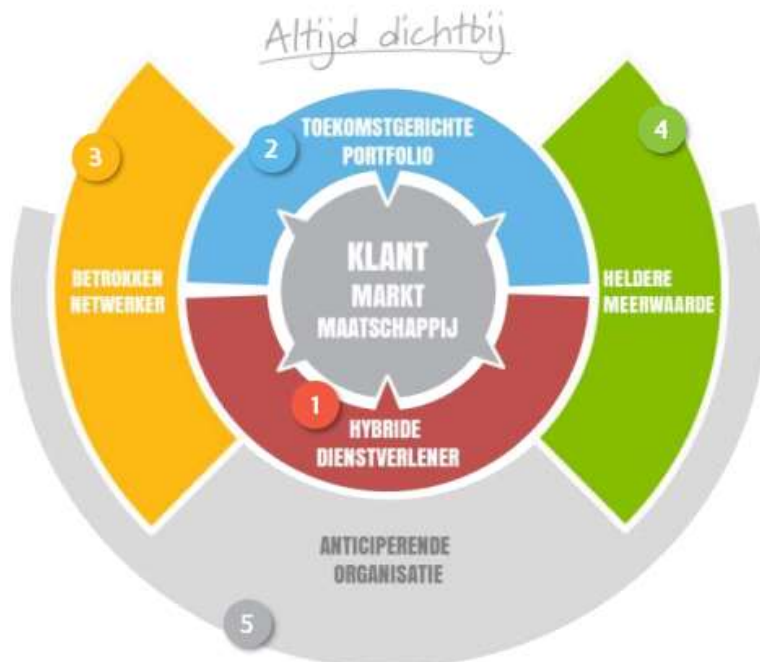 Altijd dichtbij
3
2
TOEKOMSTGERICHTE
PORTFOLIO
4
BETROKKEN
NETWERKER
KLANT
MARKT
MAATSCHAPPIJ
HELDERE
MEERWAARDE
1
HYBRIDE
DIENSTVERLENER
ANTICIPERENDE
ORGANISATIE
5